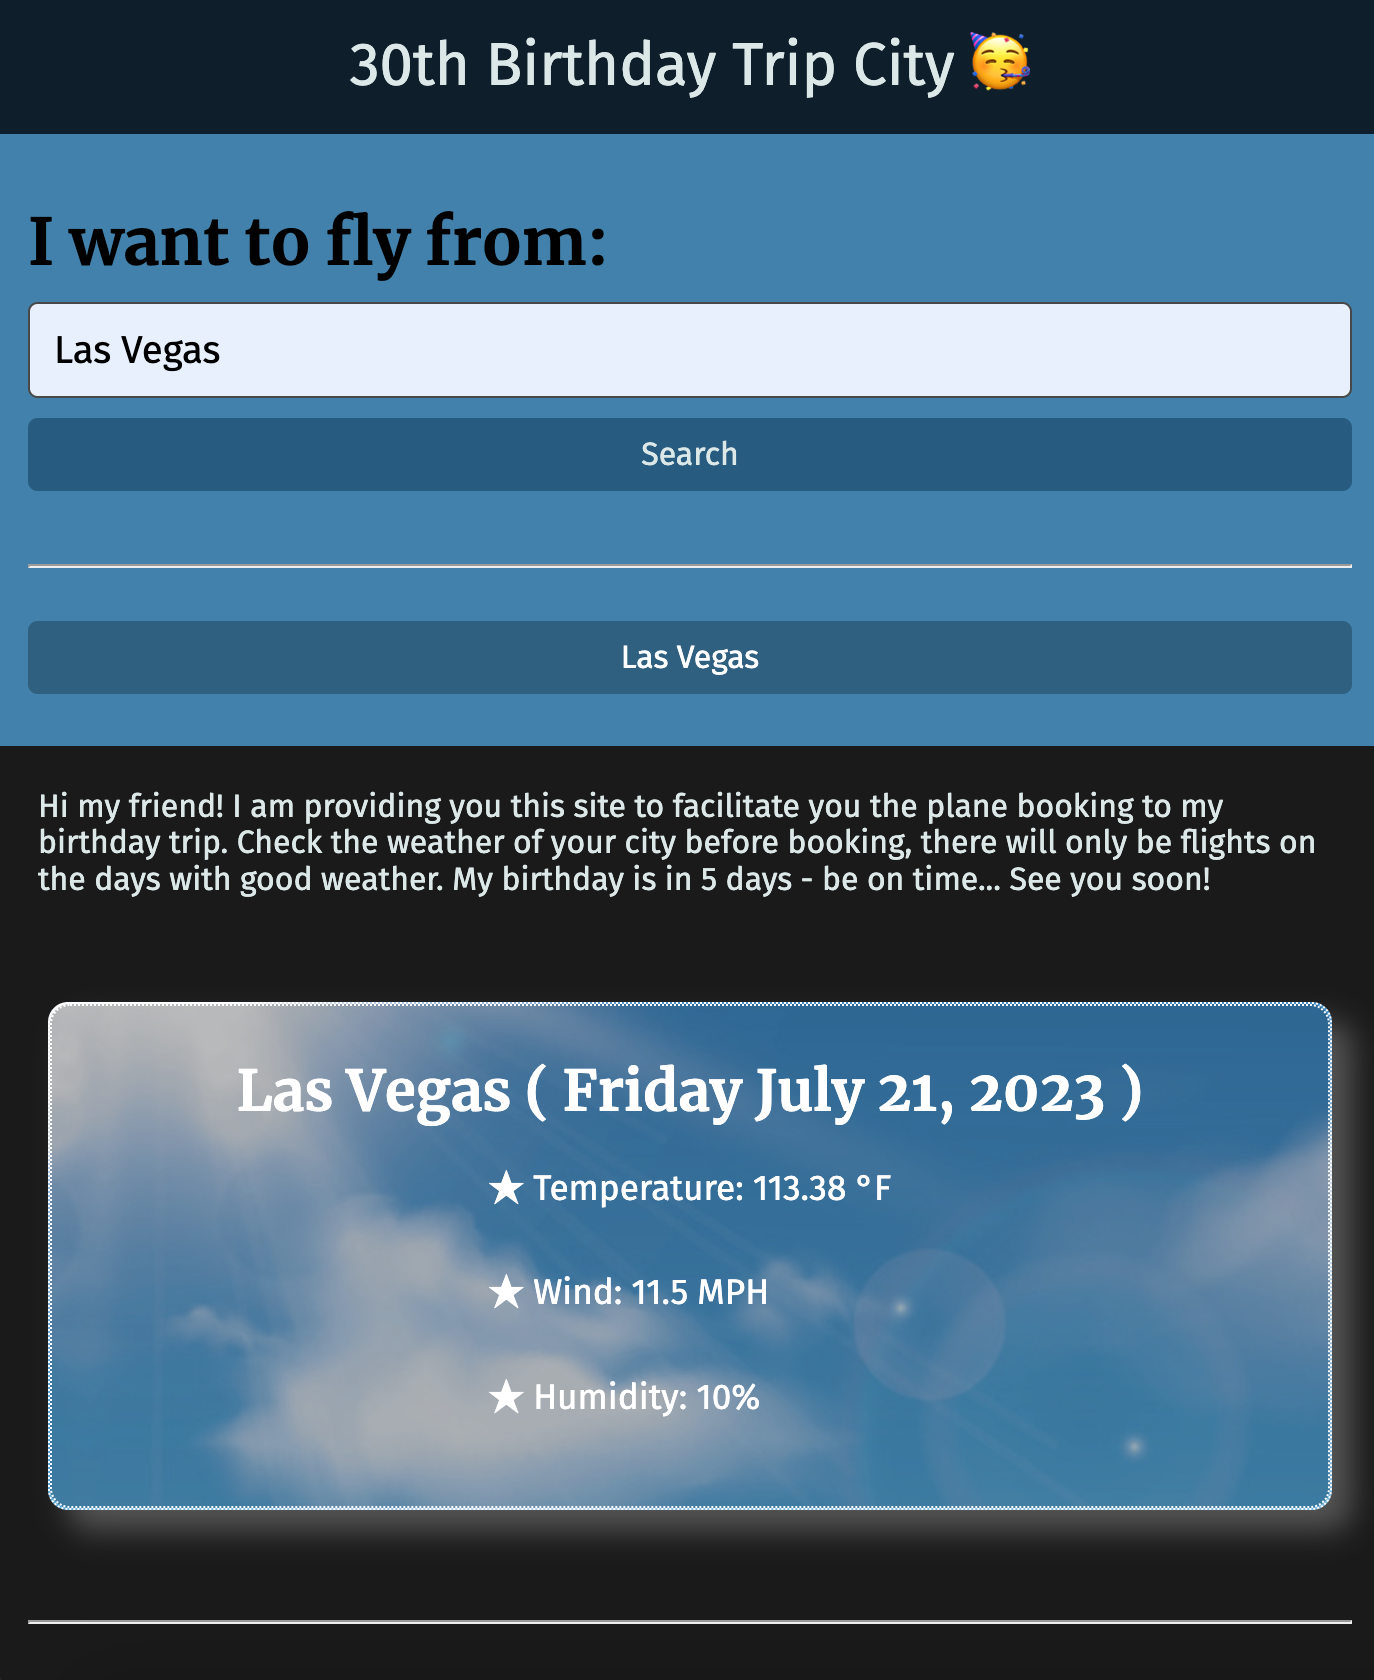 30th Birthday Trip City 🥳
I want to fly from:
Las Vegas
Search
Las Vegas
Hi my friend! I am providing you this site to facilitate you the plane booking to my
birthday trip. Check the weather of your city before booking, there will only be flights on
the days with good weather. My birthday is in 5 days - be on time... See you soon!
Las Vegas ( Friday July 21, 2023 )
★ Temperature: 113.38 °F
★ Wind: 11.5 MPH
★ Humidity: 10%